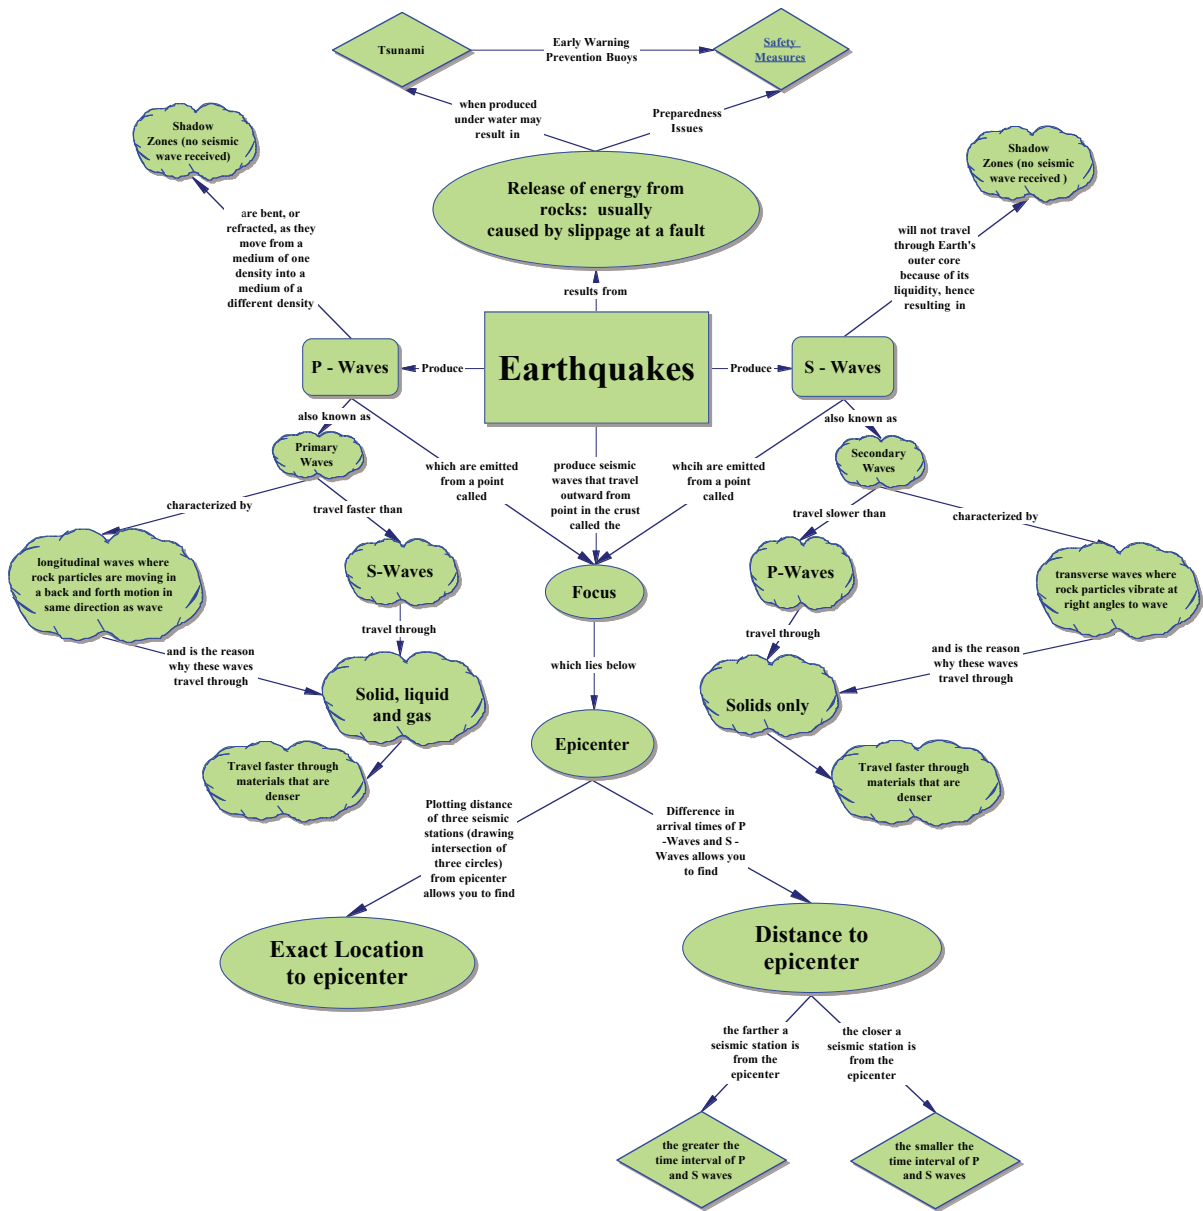 Tsunami
Early Warning
Prevention Buoys
Safety
Measures
when produced
under water may
result in
Preparedness
Issues
Shadow
Zones (no seismic
wave received)
Shadow
Zones (no seismic
wave received )
Release of energy from
rocks: usually
caused by slippage at a fault
are bent, or
refracted, as they
move from a
medium of one
density into a
medium of a
different density
will not travel
through Earth's
outer core
because of its
liquidity, hence
resulting in
results from
P - Waves
Produce
Earthquakes
Produce
S - Waves
also known as
also known as
Primary
Waves
Secondary
Waves
which are emitted
from a point
called
produce seismic
waves that travel
outward from
point in the crust
called the
whcih are emitted
from a point
called
characterized by
travel faster than
travel slower than
characterized by
longitudinal waves where
rock particles are moving in
a back and forth motion in
same direction as wave
S-Waves
Focus
P-Waves
transverse waves where
rock particles vibrate at
right angles to wave
travel through
travel through
and is the reason
why these waves
travel through
which lies below
and is the reason
why these waves
travel through
Solid, liquid
and gas
Solids only
Epicenter
Travel faster through
materials that are
denser
Travel faster through
materials that are
denser
Plotting distance
of three seismic
stations (drawing
intersection of
three circles)
from epicenter
allows you to find
Difference in
arrival times of P
-Waves and S -
Waves allows you
to find
Exact Location
to epicenter
Distance to
epicenter
the farther a
seismic station is
from the
epicenter
the closer a
seismic station is
from the
epicenter
the greater the
time interval of P
and S waves
the smaller the
time interval of P
and S waves